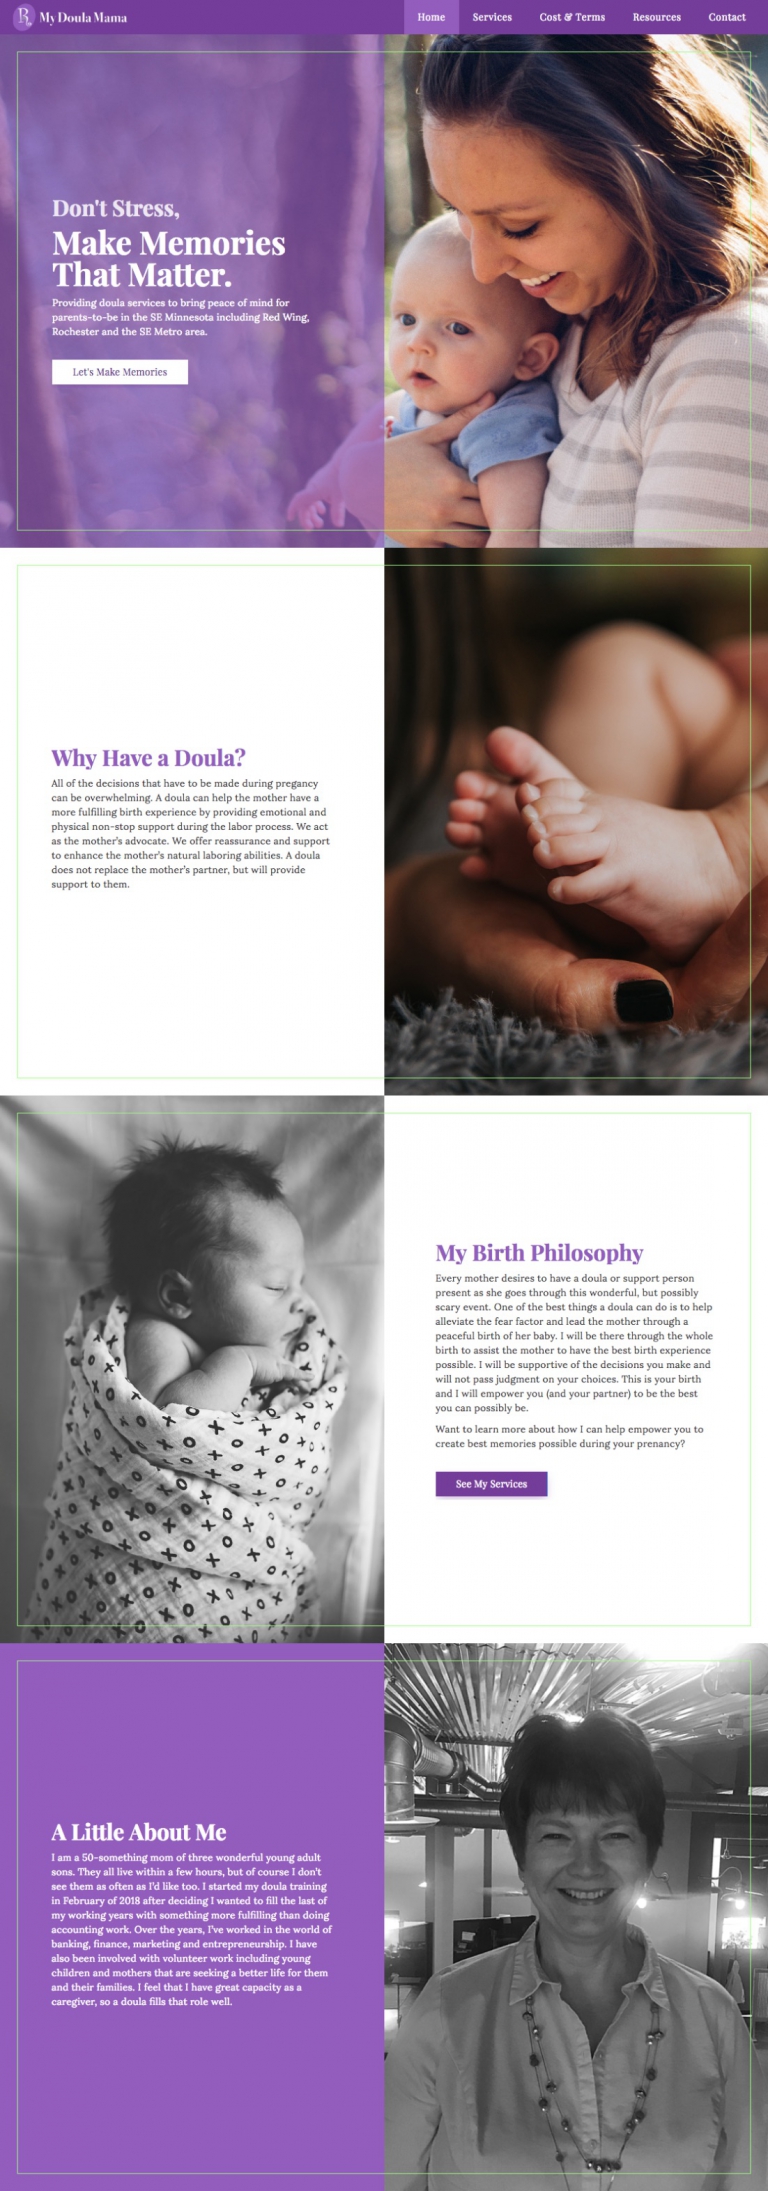 My Doula Mama
Home Services Cost & Terms Resources Contact
Don't Stress,
Make Memories
That Matter.
Providing doula services to bring peace of mind for
parents-to-be in the SE Minnesota including Red Wing,
Rochester and the SE Metro area.
Let's Make Memories
Why Have a Doula?
All of the decisions that have to be made during pregancy
can be overwhelming. A doula can help the mother have a
more fulfilling birth experience by providing emotional and
physical non-stop support during the labor process. We act
as the mother's advocate. We offer reassurance and support
to enhance the mother's natural laboring abilities. A doula
does not replace the mother's partner, but will provide
support to them.
My Birth Philosophy
Every mother desires to have a doula or support person
present as she goes through this wonderful, but possibly
scary event. One of the best things a doula can do is to help
alleviate the fear factor and lead the mother through a
peaceful birth of her baby. I will be there through the whole
birth to assist the mother to have the best birth experience
possible. I will be supportive of the decisions you make and
will not pass judgment on your choices. This is your birth
and I will empower you (and your partner) to be the best
you can possibly be.
Want to learn more about how I can help empower you to
create best memories possible during your prenancy?
See My Services
A Little About Me
I am a 50-something mom of three wonderful young adult
sons. They all live within a few hours, but of course I don't
see them as often as I'd like too. I started my doula training
in February of 2018 after deciding I wanted to fill the last of
my working years with something more fulfilling than doing
accounting work. Over the years, I've worked in the world of
banking, finance, marketing and entrepreneurship. I have
also been involved with volunteer work including young
children and mothers that are seeking a better life for them
and their families. I feel that I have great capacity as a
caregiver, so a doula fills that role well.